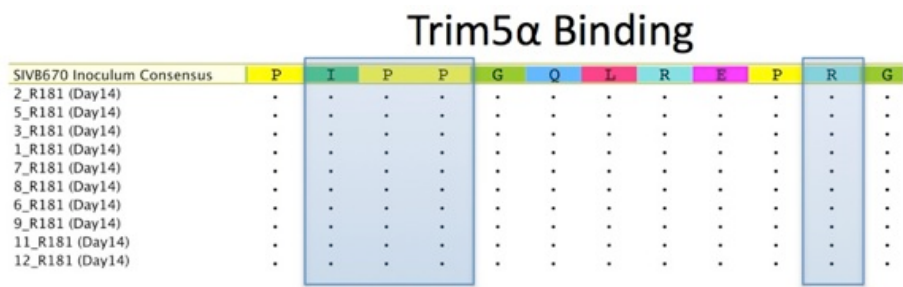 Trim5α Binding
SIVB670 Inoculum Consensus P I P P G Q L R E P R G
2_R181 (Day14) . . . . . . . . . . . .
5_R181 (Day14) . . . . . . . . . . . .
3_R181 (Day14) . . . . . . . . . . . .
1_R181 (Day14) . . . . . . . . . . . .
7_R181 (Day14) . . . . . . . . . . . .
8_R181 (Day14) . . . . . . . . . . . .
6_R181 (Day14) . . . . . . . . . . . .
9_R181 (Day14) . . . . . . . . . . . .
11_R181 (Day14) . . . . . . . . . . . .
12_R181 (Day14) . . . . . . . . . . . .